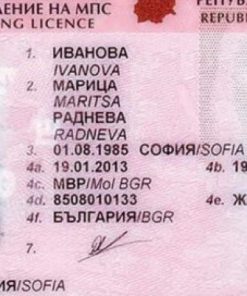 ЕНИЕ НА МПС
NG LICENCE
РЕПУБ
REPUBL
1. ИВАНОВА
IVANOVA
2. МАРИЦА
MARITSA
РАДНЕВА
RADNEVA
3. 01.08.1985 СОФИЯ/SOFIA
4a. 19.01.2013
4b. 19
4c. МВР/MoI BGR
4d. 8508010133
4e. Ж
4f. БЪЛГАРИЯ/BGR
7.
ИЯ/SOFIA